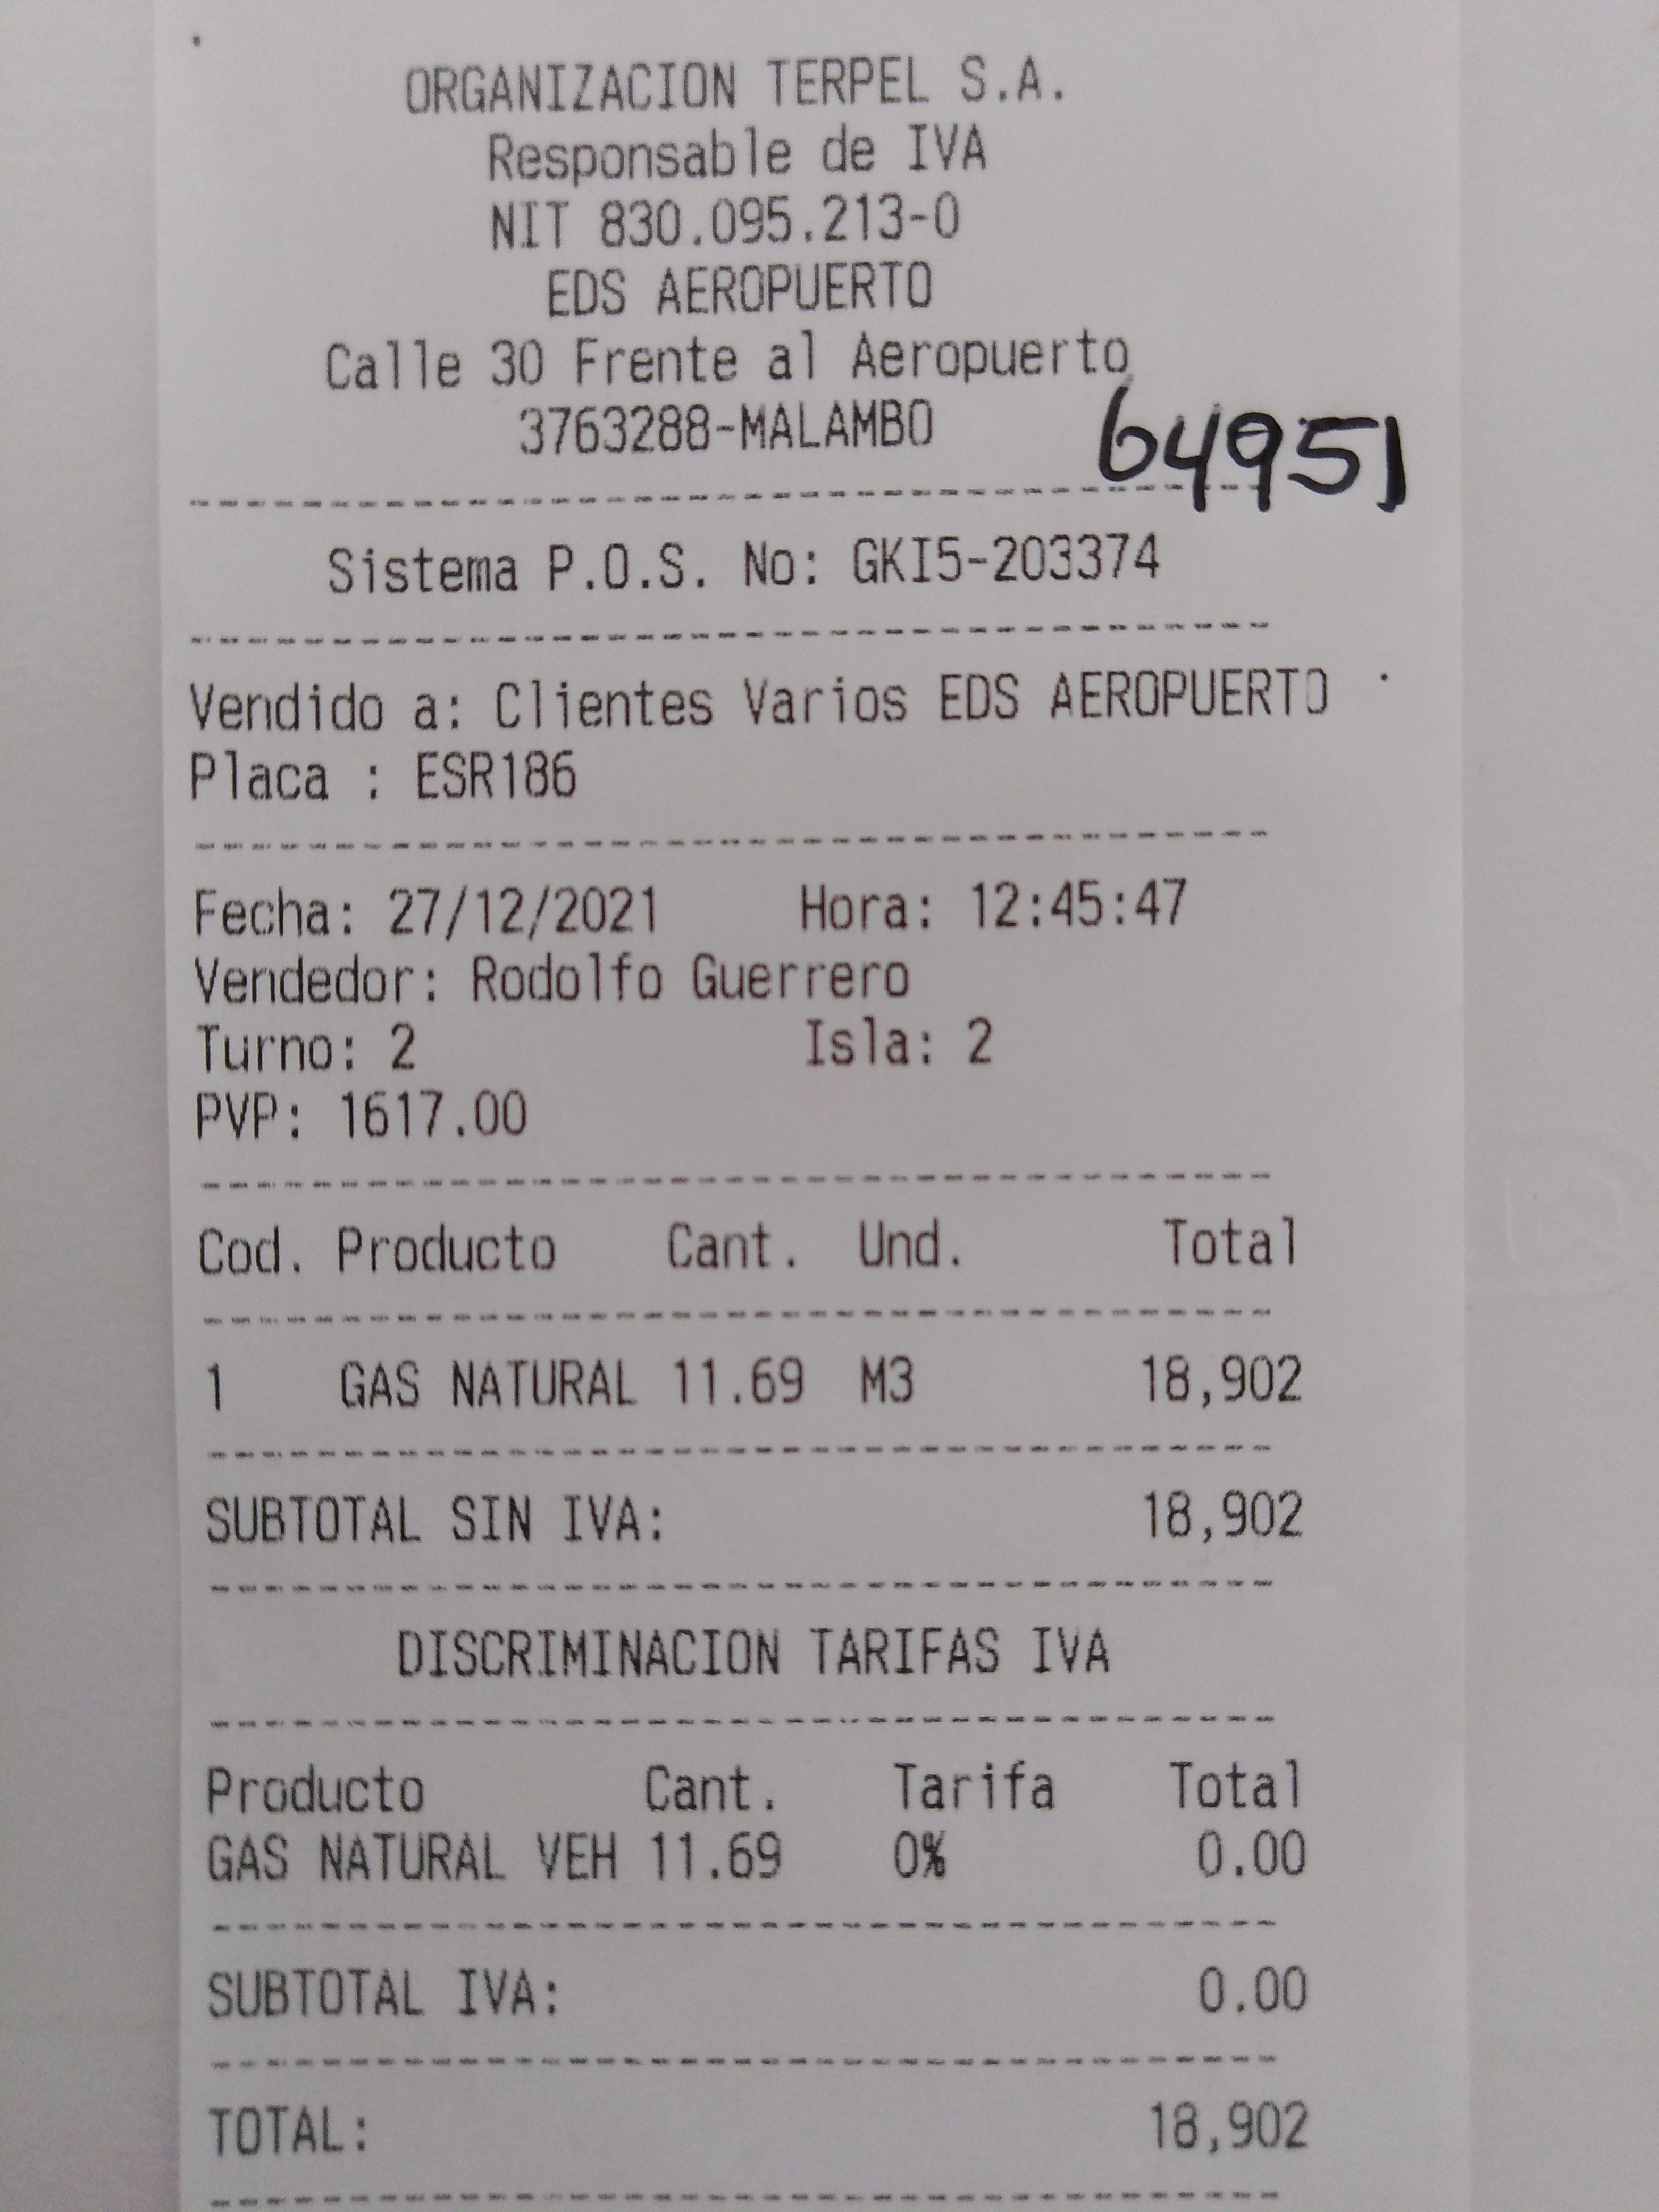 ORGANIZACION TERPEL S.A.
Responsable de IVA
NIT 830.095.213-0
EDS AEROPUERTO
Calle 30 Frente al Aeropuerto
3763288-MALAMBO
64951
Sistema P.O.S. No: GKI5-203374
Vendido a: Clientes Varios EDS AEROPUERTO
Placa : ESR186
Fecha: 27/12/2021 Hora: 12:45:47
Vendedor: Rodolfo Guerrero
Turno: 2 Isla: 2
PVP: 1617.00
Cod. Producto Cant. Und. Total
1 GAS NATURAL 11.69 M3 18,902
SUBTOTAL SIN IVA: 18,902
DISCRIMINACION TARIFAS IVA
Producto Cant. Tarifa Total
GAS NATURAL VEH 11.69 0% 0.00
SUBTOTAL IVA: 0.00
TOTAL: 18,902